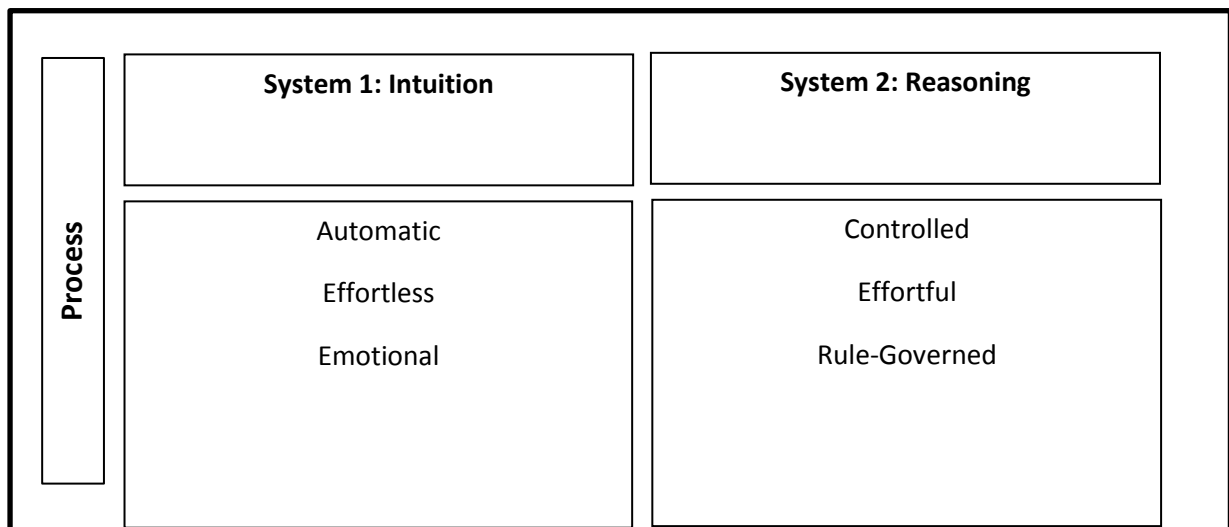 System 1: Intuition
System 2: Reasoning
Process
Automatic
Effortless
Emotional
Controlled
Effortful
Rule-Governed